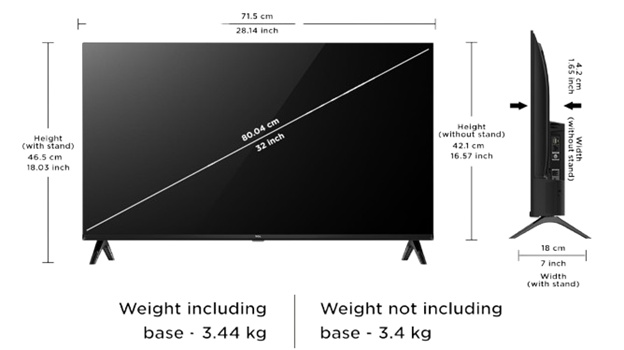 71.5 cm
28.14 inch
Height
(with stand)
46.5 cm
18.03 inch
80.04 cm
32 inch
Height
(without stand)
42.1 cm
16.57 inch
4.2 cm
1.65 inch
Width
(without stand)
18 cm
7 inch
Width
(with stand)
Weight including
base - 3.44 kg
Weight not including
base - 3.4 kg